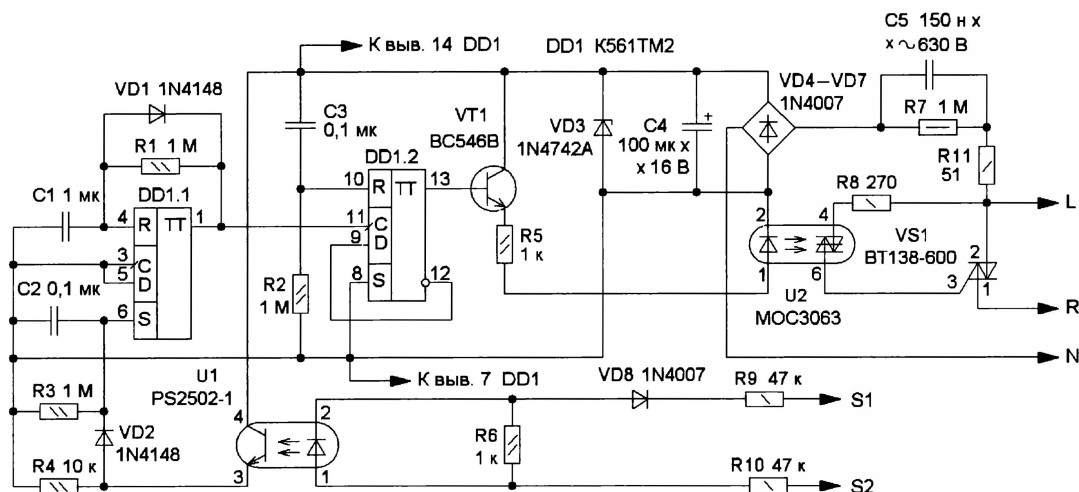 К выв. 14 DD1
DD1 К561ТМ2
C5 150 н х
х ~630 В
VD1 1N4148
R1 1 М
C1 1 мк
DD1.1
4
R
TT
1
3
C
5
D
6
S
C2 0,1 мк
R3 1 М
VD2
1N4148
R4 10 к
C3
0,1 мк
R2
1 М
DD1.2
10
R
TT
13
11
C
9
D
8
S
12
VT1
BC546B
R5
1 к
VD3
1N4742A
C4
100 мк х
х 16 В
+
VD4–VD7
1N4007
R7 1 М
R11
51
R8 270
2
4
1
6
U2
MOC3063
VS1
BT138-600
2
3
1
L
R
N
К выв. 7 DD1
U1
PS2502-1
4
2
3
1
R6
1 к
VD8 1N4007
R9 47 к
S1
R10 47 к
S2